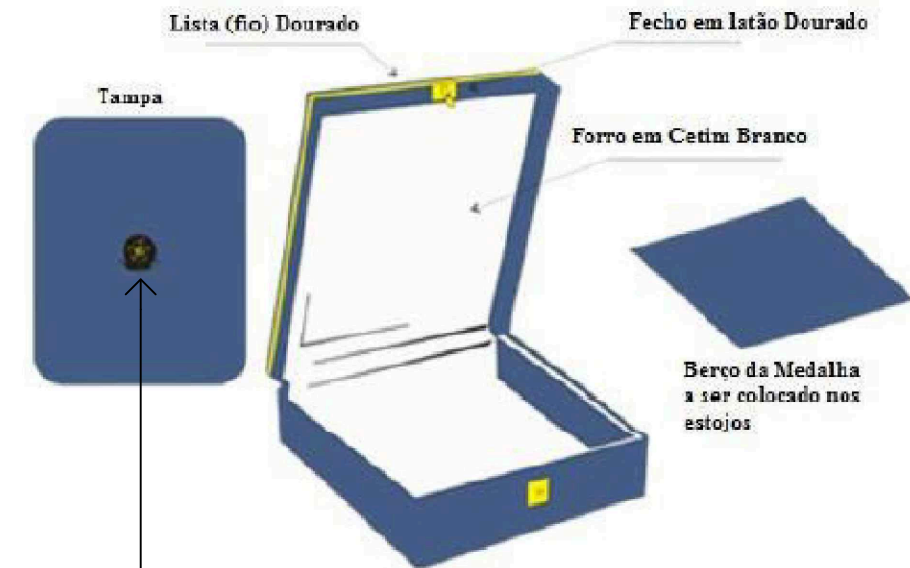 Lista (fio) Dourado
Fecho em latão Dourado
Tampa
Forro em Cetim Branco
Berço da Medalha
a ser colocado nos
estojos